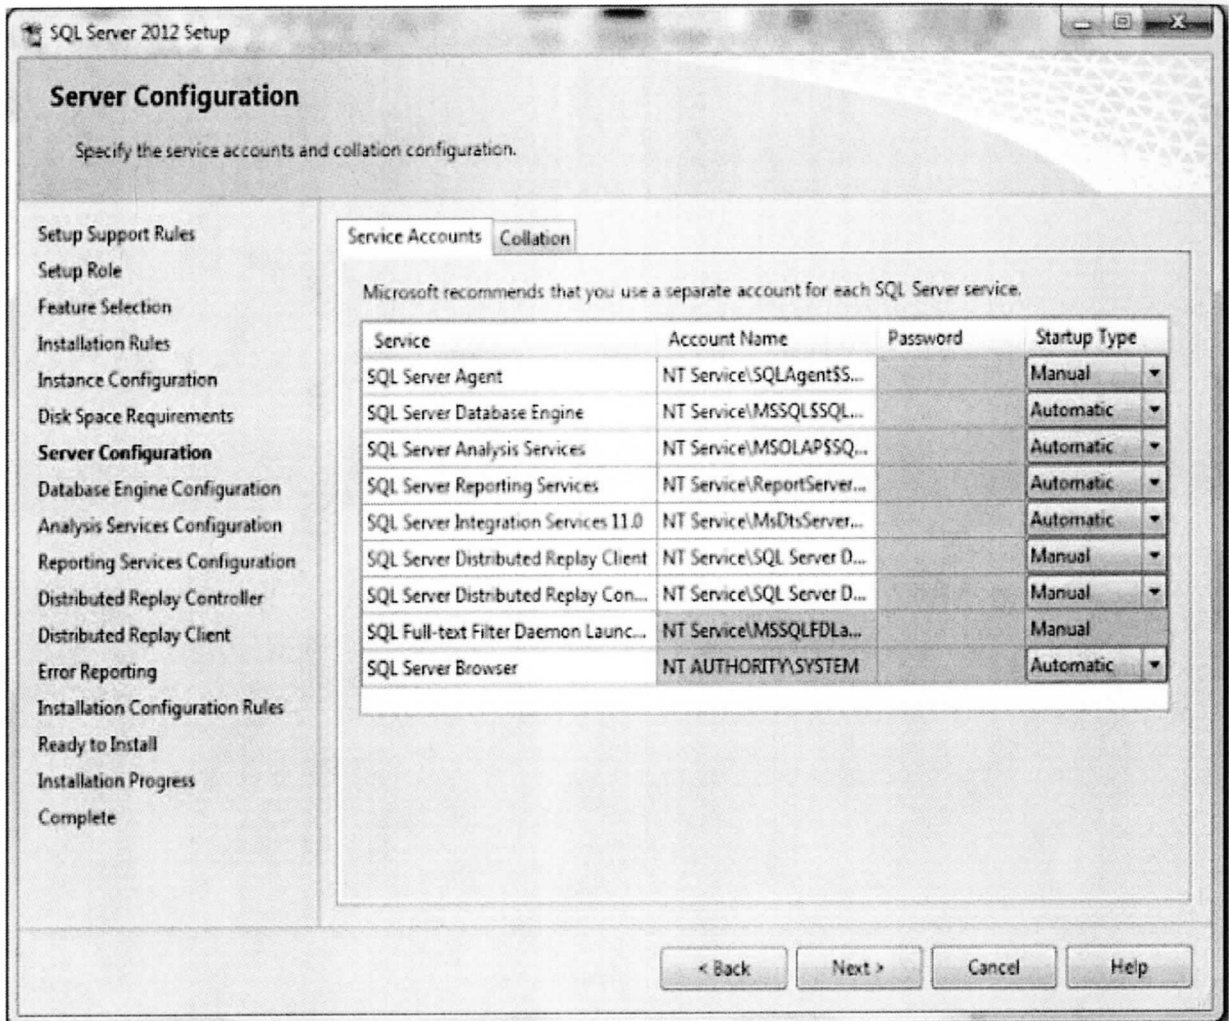 SQL Server 2012 Setup
Server Configuration
Specify the service accounts and collation configuration.
Setup Support Rules
Setup Role
Feature Selection
Installation Rules
Instance Configuration
Disk Space Requirements
Server Configuration
Database Engine Configuration
Analysis Services Configuration
Reporting Services Configuration
Distributed Replay Controller
Distributed Replay Client
Error Reporting
Installation Configuration Rules
Ready to Install
Installation Progress
Complete
Service Accounts Collation
Microsoft recommends that you use a separate account for each SQL Server service.
Service Account Name Password Startup Type
SQL Server Agent NT Service\SQLAgent$S... Manual
SQL Server Database Engine NT Service\MSSQL$SQL... Automatic
SQL Server Analysis Services NT Service\MSOLAP$SQ... Automatic
SQL Server Reporting Services NT Service\ReportServer... Automatic
SQL Server Integration Services 11.0 NT Service\MsDtsServer... Automatic
SQL Server Distributed Replay Client NT Service\SQL Server D... Manual
SQL Server Distributed Replay Con... NT Service\SQL Server D... Manual
SQL Full-text Filter Daemon Launc... NT Service\MSSQLFDLa... Manual
SQL Server Browser NT AUTHORITY\SYSTEM Automatic
< Back Next > Cancel Help